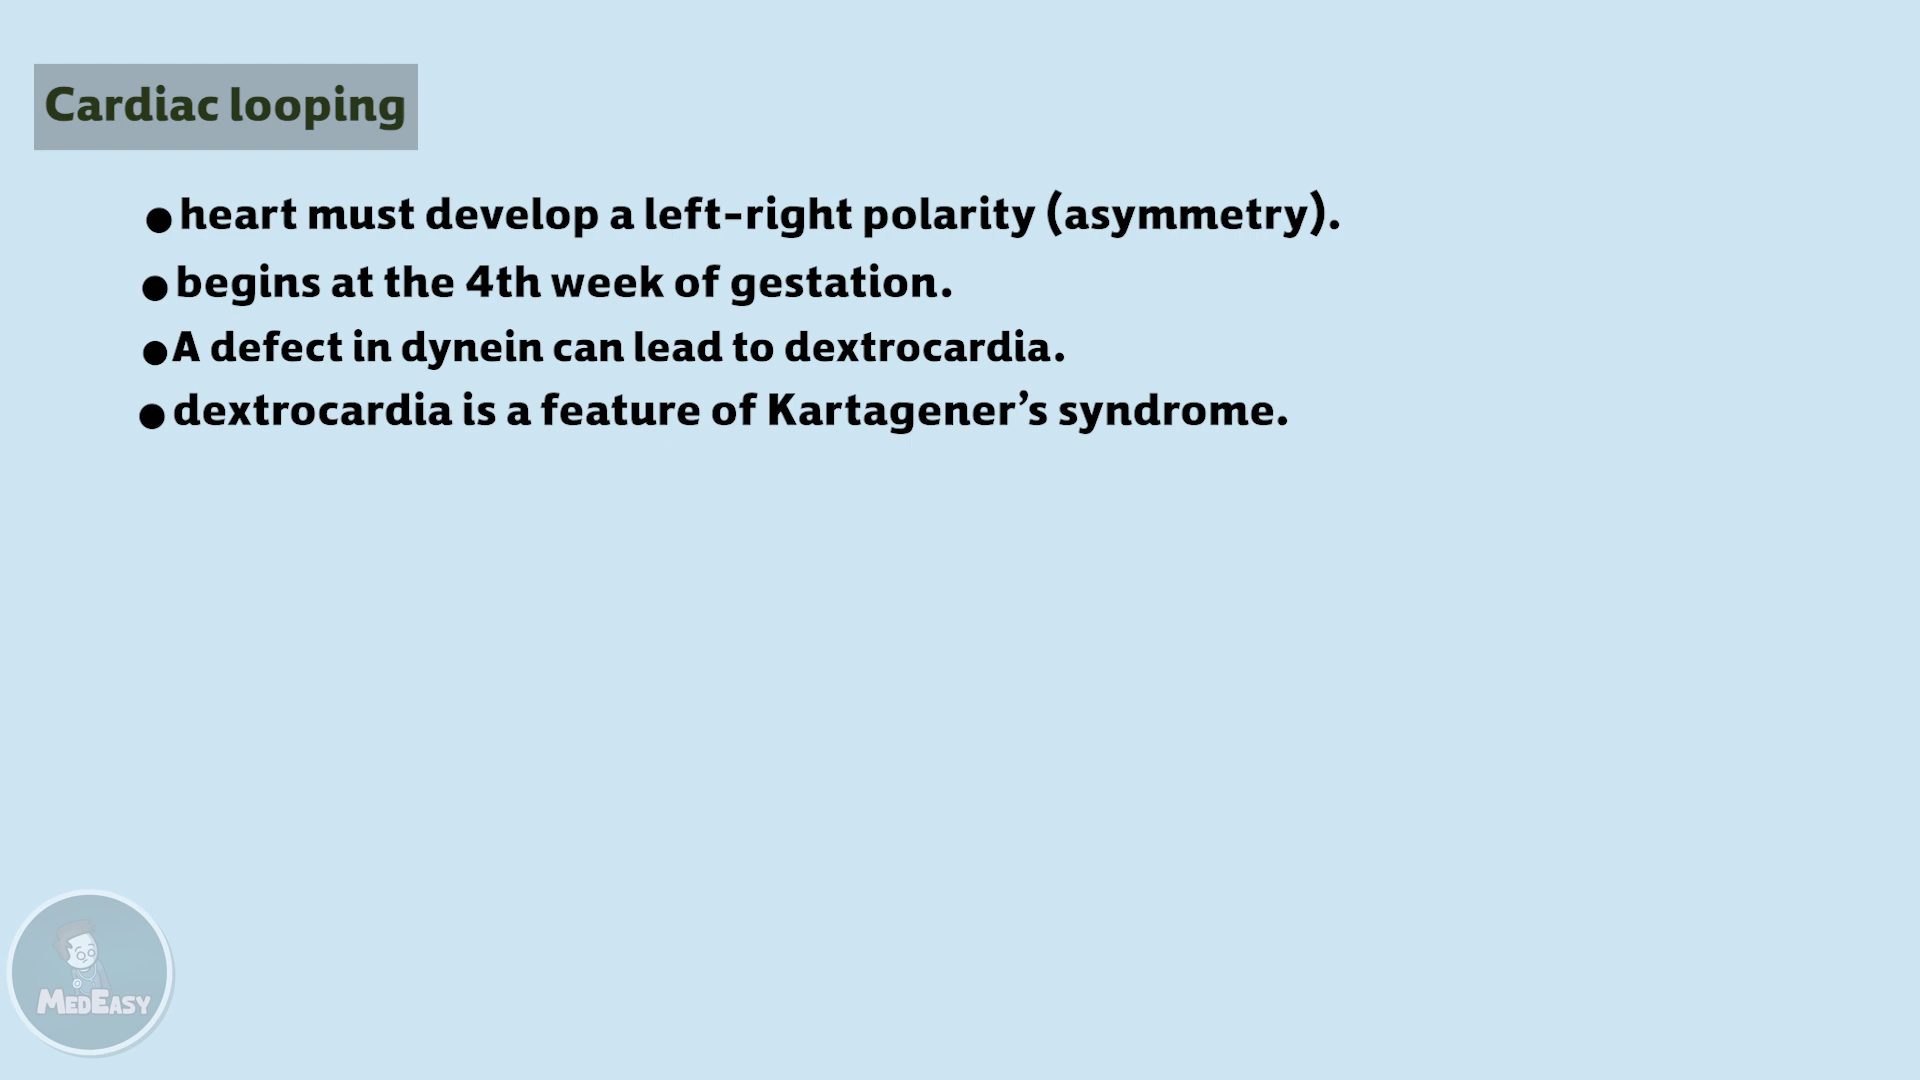 Cardiac looping
● heart must develop a left-right polarity (asymmetry).
● begins at the 4th week of gestation.
● A defect in dynein can lead to dextrocardia.
● dextrocardia is a feature of Kartagener’s syndrome.
MEDEASY